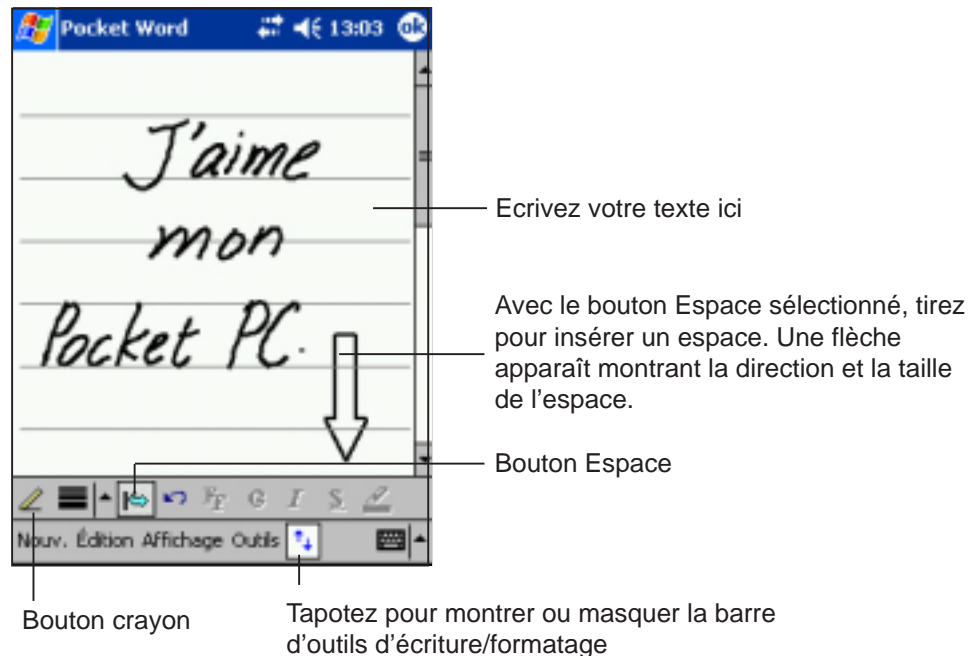 Pocket Word 13:03 ok
J'aime
mon
Pocket PC.
Ecrivez votre texte ici
Avec le bouton Espace sélectionné, tirez
pour insérer un espace. Une flèche
apparaît montrant la direction et la taille
de l'espace.
Bouton Espace
FF G I S
Nouv. Édition Affichage Outils
Bouton crayon
Tapotez pour montrer ou masquer la barre
d'outils d'écriture/formatage